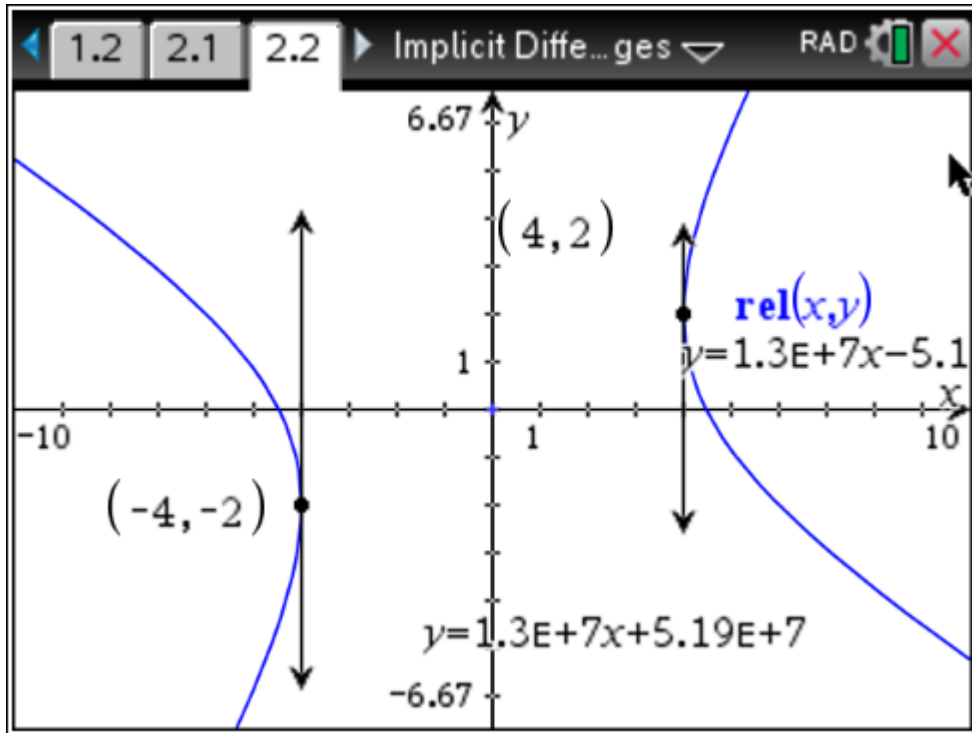 1.2 2.1 2.2 Implicit Diffe...ges RAD
6.67 y
(4,2)
rel(x,y)
1 y=1.3E+7x−5.1
x
-10 1 10
(-4,-2)
y=1.3E+7x+5.19E+7
-6.67